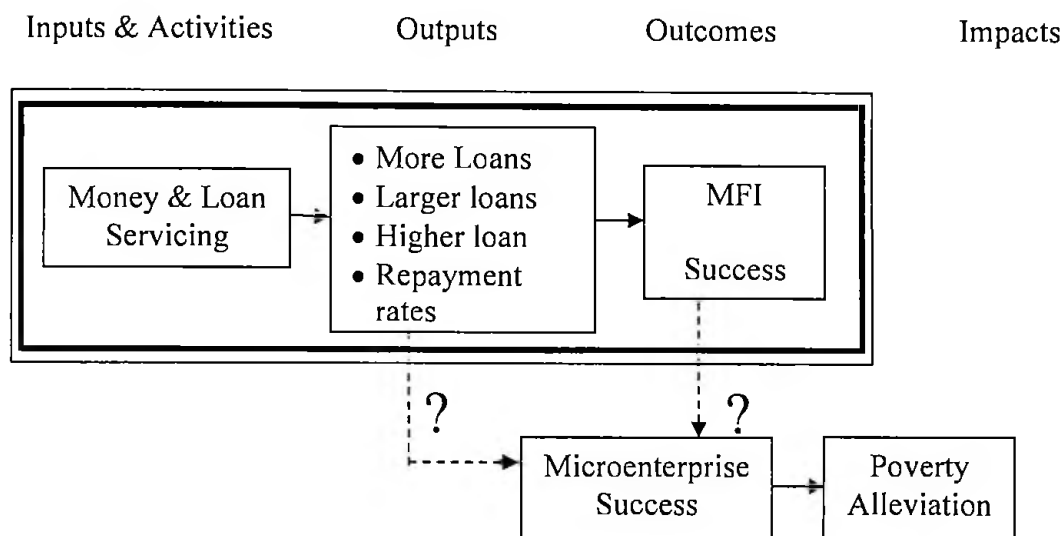 Inputs & Activities Outputs Outcomes Impacts
Money & Loan
Servicing
• More Loans
• Larger loans
• Higher loan
• Repayment
rates
MFI
Success
?
?
Microenterprise
Success
Poverty
Alleviation